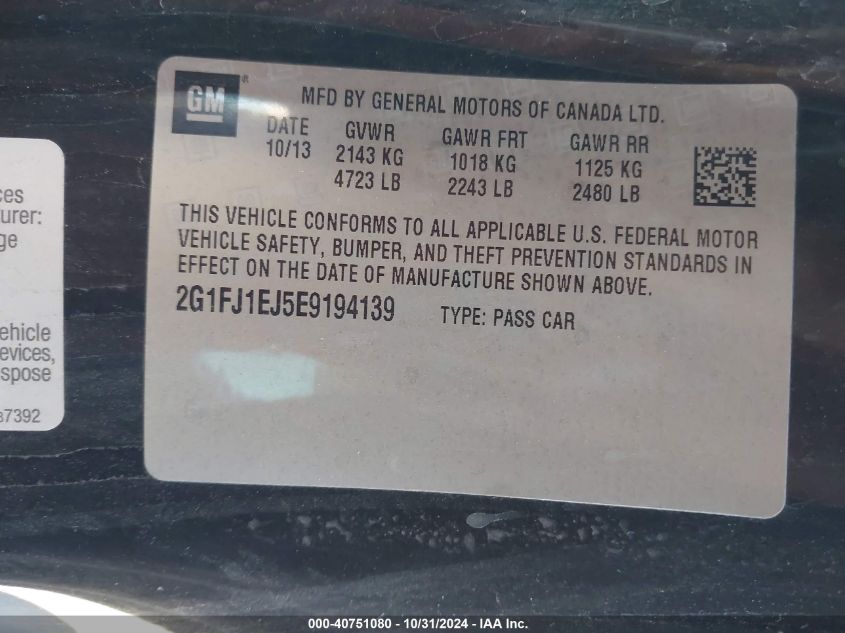 GM
MFD BY GENERAL MOTORS OF CANADA LTD.
DATE GVWR GAWR FRT GAWR RR
10/13 2143 KG 1018 KG 1125 KG
4723 LB 2243 LB 2480 LB
THIS VEHICLE CONFORMS TO ALL APPLICABLE U.S. FEDERAL MOTOR
VEHICLE SAFETY, BUMPER, AND THEFT PREVENTION STANDARDS IN
EFFECT ON THE DATE OF MANUFACTURE SHOWN ABOVE.
2G1FJ1EJ5E9194139 TYPE: PASS CAR
ces
urer:
ge
ehicle
evices,
spose
7392
000-40751080 - 10/31/2024 - IAA Inc.